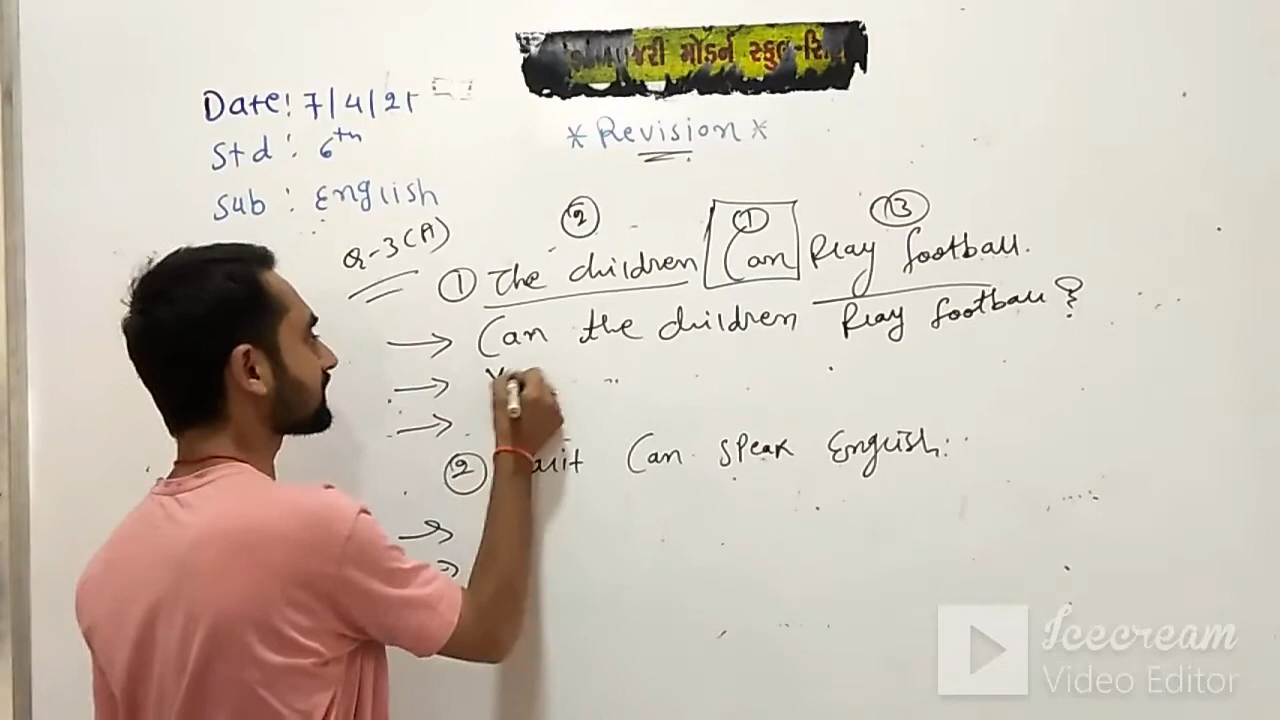 મોડર્ન સ્કુલ
Date: 7/4/21
*Revision*
Std : 6th
Sub : English
Q-3 (A)
② ① ③
① The children Can Play football.
→ Can the children Play football?
→ Y
→
② Can speak English.
→
→
Icecream
Video Editor